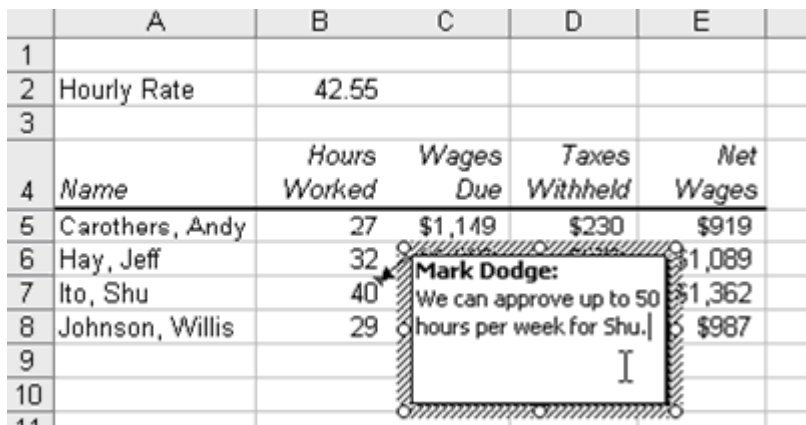 A B C D E
1
2 Hourly Rate 42.55
3
Hours Wages Taxes Net
4 Name Worked Due Withheld Wages
5 Carothers, Andy 27 $1,149 $230 $919
6 Hay, Jeff 32 $1,089
Mark Dodge:
7 Ito, Shu 40 We can approve up to 50 $1,362
8 Johnson, Willis 29 hours per week for Shu. $987
9
10